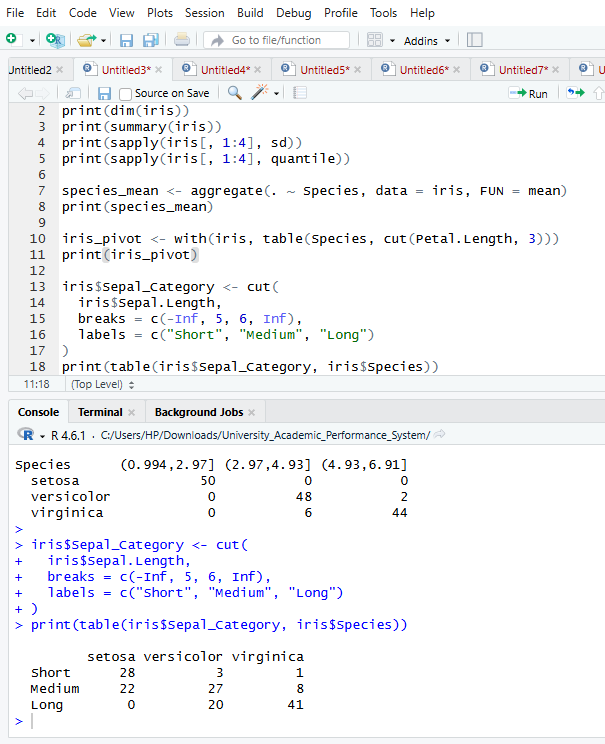 File Edit Code View Plots Session Build Debug Profile Tools Help
Go to file/function Addins
Untitled2 Untitled3* Untitled4* Untitled5* Untitled6* Untitled7* U
Source on Save Run
2 print(dim(iris))
3 print(summary(iris))
4 print(sapply(iris[, 1:4], sd))
5 print(sapply(iris[, 1:4], quantile))
6
7 species_mean <- aggregate(. ~ Species, data = iris, FUN = mean)
8 print(species_mean)
9
10 iris_pivot <- with(iris, table(Species, cut(Petal.Length, 3)))
11 print(iris_pivot)
12
13 iris$Sepal_Category <- cut(
14   iris$Sepal.Length,
15   breaks = c(-Inf, 5, 6, Inf),
16   labels = c("Short", "Medium", "Long")
17 )
18 print(table(iris$Sepal_Category, iris$Species))
11:18 (Top Level)
Console Terminal Background Jobs
R R 4.6.1 · C:/Users/HP/Downloads/University_Academic_Performance_System/
Species      (0.994,2.97] (2.97,4.93] (4.93,6.91]
  setosa               50           0           0
  versicolor            0          48           2
  virginica             0           6          44
>
> iris$Sepal_Category <- cut(
+   iris$Sepal.Length,
+   breaks = c(-Inf, 5, 6, Inf),
+   labels = c("Short", "Medium", "Long")
+ )
> print(table(iris$Sepal_Category, iris$Species))
         setosa versicolor virginica
  Short      28          3         1
  Medium     22         27         8
  Long        0         20        41
>